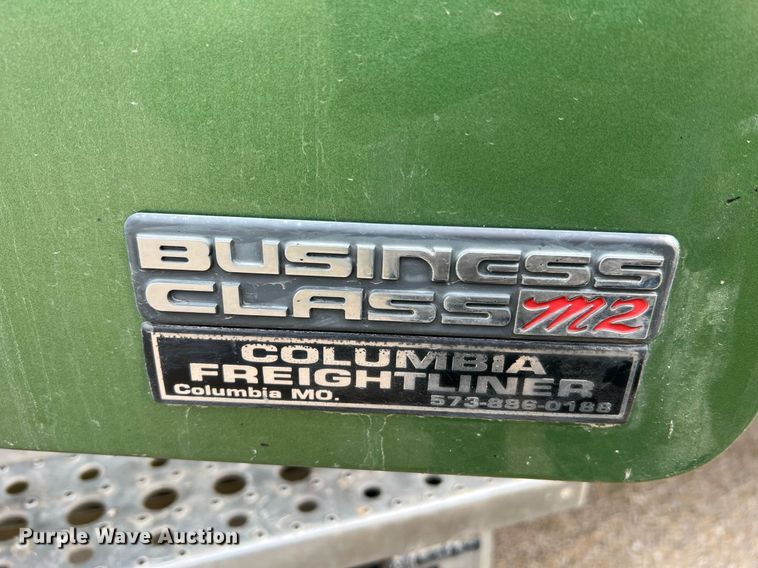 BUSINESS
CLASS M2
COLUMBIA
FREIGHTLINER
Columbia MO. 573-886-0188
Purple Wave Auction®